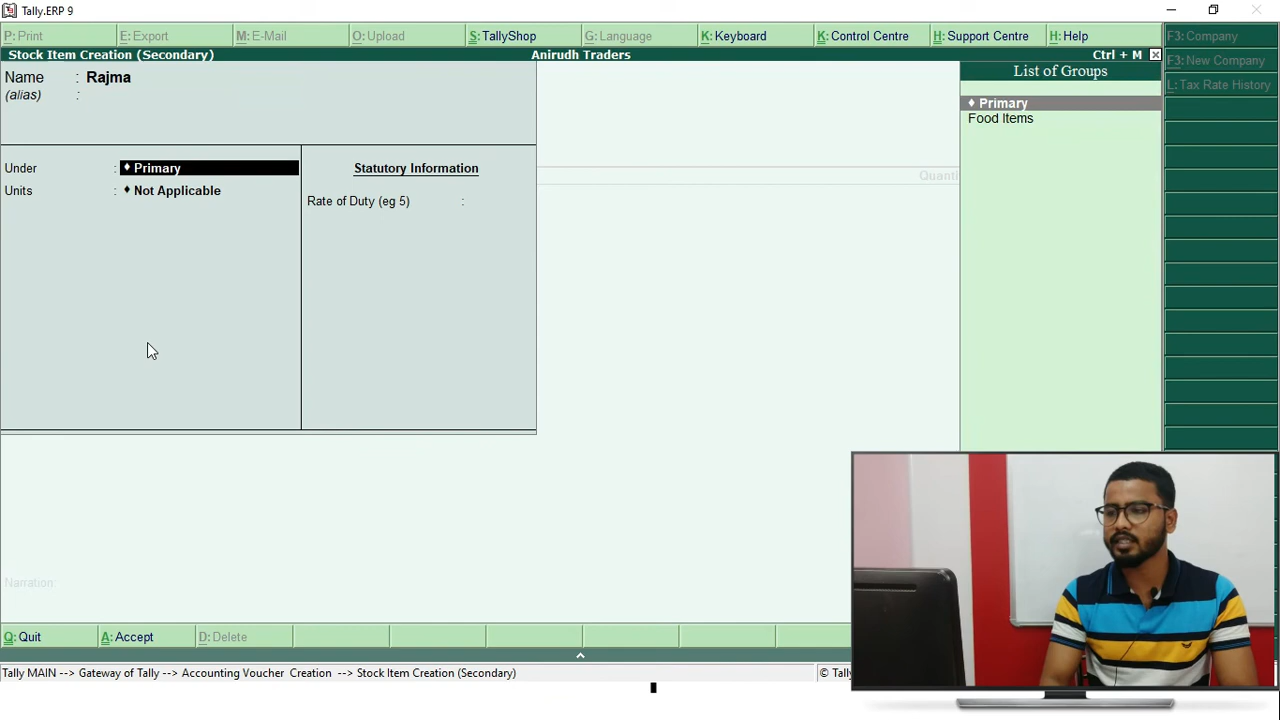 Tally.ERP 9
P: Print E: Export M: E-Mail O: Upload S: TallyShop G: Language K: Keyboard K: Control Centre H: Support Centre H: Help F3: Company
Stock Item Creation (Secondary) Anirudh Traders Ctrl + M
F3: New Company
Name : Rajma
(alias) :
List of Groups
L: Tax Rate History
♦ Primary
Food Items
Under : ♦ Primary
Units : ♦ Not Applicable
Statutory Information
Rate of Duty (eg 5) :
Quanti
Narration:
Q: Quit A: Accept D: Delete
Tally MAIN --> Gateway of Tally --> Accounting Voucher Creation --> Stock Item Creation (Secondary) © Tally